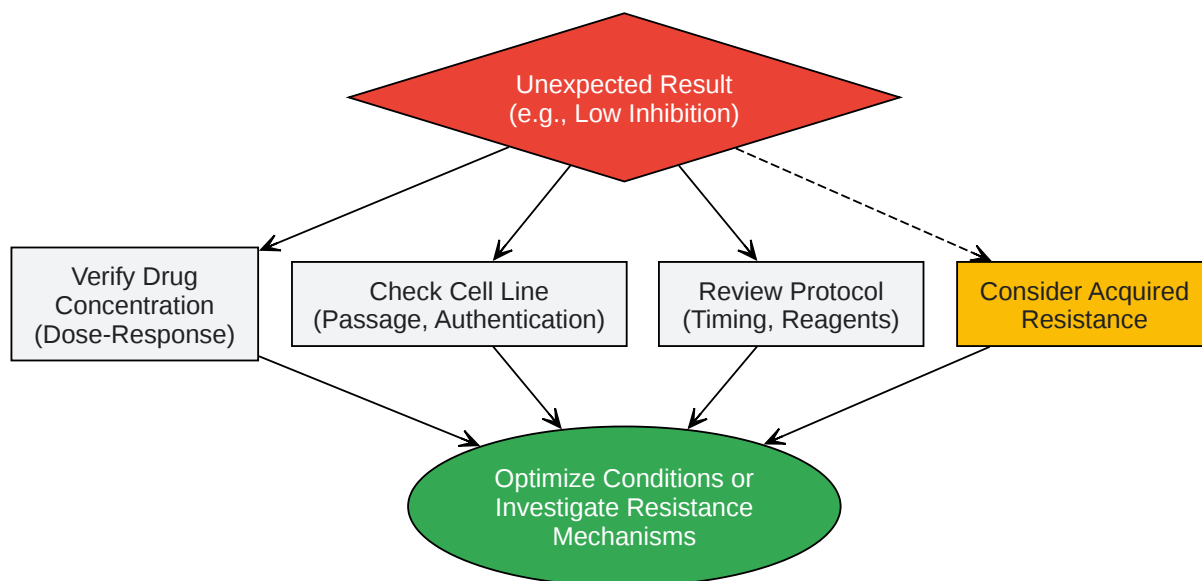 Unexpected Result
(e.g., Low Inhibition)
Verify Drug
Concentration
(Dose-Response)
Check Cell Line
(Passage, Authentication)
Review Protocol
(Timing, Reagents)
Consider Acquired
Resistance
Optimize Conditions or
Investigate Resistance
Mechanisms